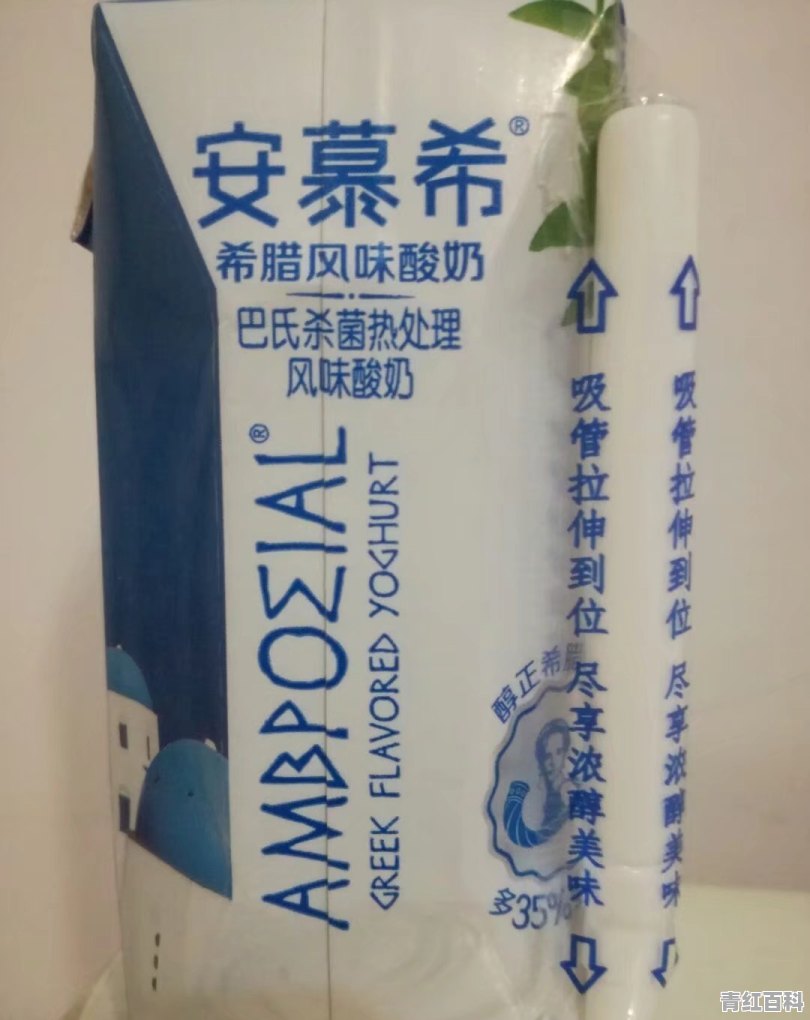 安慕希®
希腊风味酸奶
巴氏杀菌热处理
风味酸奶
AMBPOΣIAL®
GREEK FLAVORED YOGHURT
醇正希腊
多35%
吸管拉伸到位 尽享浓醇美味
吸管拉伸到位 尽享浓醇美味
青红百科